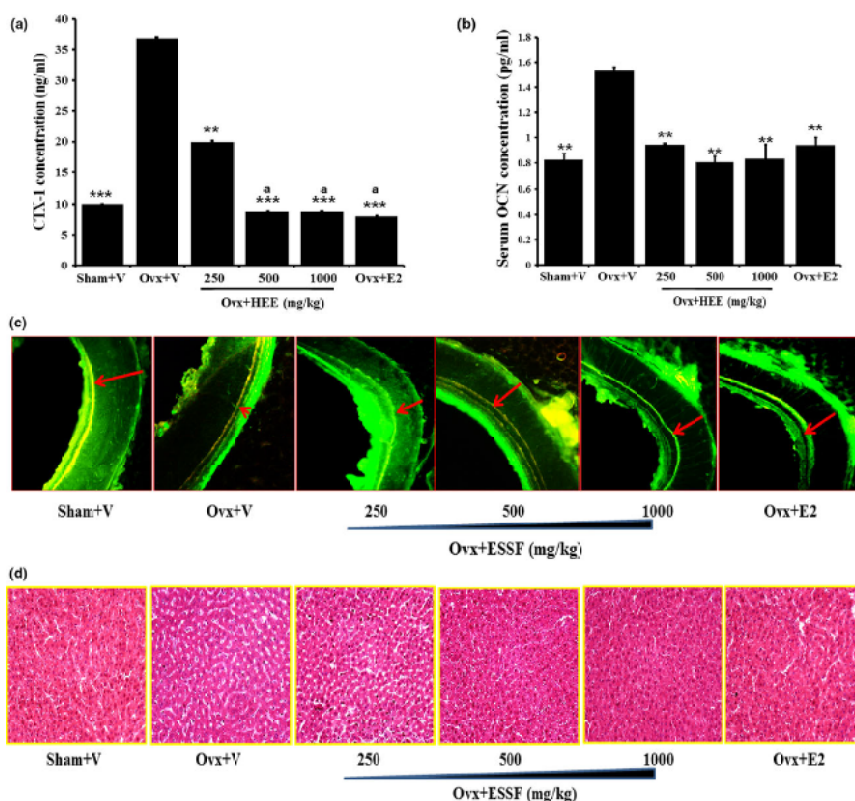 (a)
CTX-1 concentration (ng/ml)
40
35
30
25
20
15
10
5
0
***
**
a
***
a
***
a
***
Sham+V Ovx+V 250 500 1000 Ovx+E2
Ovx+HEE (mg/kg)
(b)
Serum OCN concentration (pg/ml)
1.8
1.6
1.4
1.2
1
0.8
0.6
0.4
0.2
0
** ** ** ** **
Sham+V Ovx+V 250 500 1000 Ovx+E2
Ovx+HEE (mg/kg)
(c)
Sham+V Ovx+V 250 500 1000 Ovx+E2
Ovx+ESSF (mg/kg)
(d)
Sham+V Ovx+V 250 500 1000 Ovx+E2
Ovx+ESSF (mg/kg)